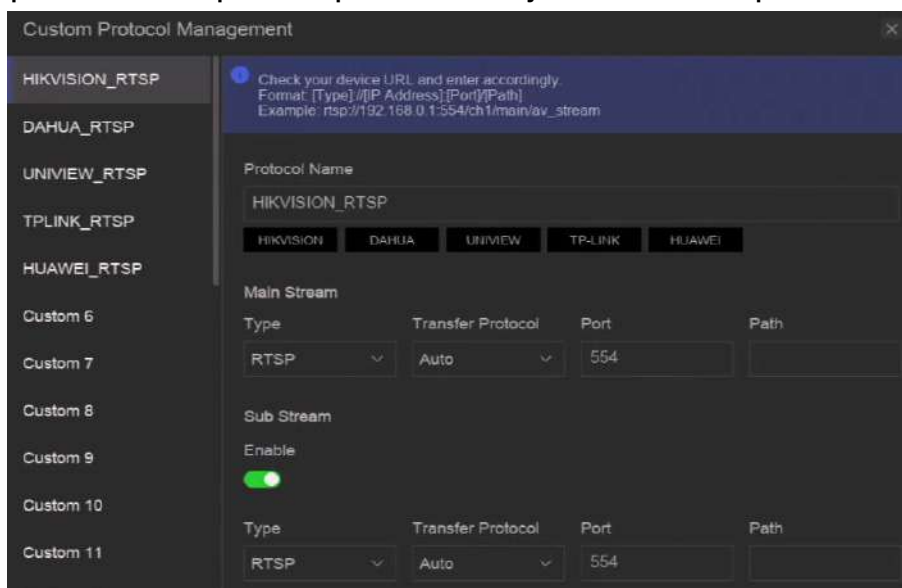 Custom Protocol Management
HIKVISION_RTSP
DAHUA_RTSP
UNIVIEW_RTSP
TPLINK_RTSP
HUAWEI_RTSP
Custom 6
Custom 7
Custom 8
Custom 9
Custom 10
Custom 11
Check your device URL and enter accordingly.
Format: [Type]://[IP Address]:[Port]/[Path]
Example: rtsp://192.168.0.1:554/ch1/main/av_stream
Protocol Name
HIKVISION_RTSP
HIKVISION DAHUA UNIVIEW TP-LINK HUAWEI
Main Stream
Type Transfer Protocol Port Path
RTSP Auto 554
Sub Stream
Enable
Type Transfer Protocol Port Path
RTSP Auto 554